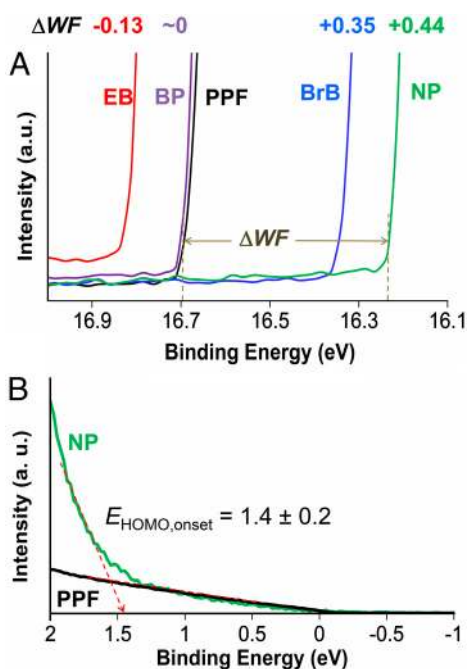 ΔWF -0.13 ~0 +0.35 +0.44
A
EB BP PPF BrB NP
ΔWF
Intensity (a.u.)
16.9 16.7 16.5 16.3 16.1
Binding Energy (eV)
B
NP
E_HOMO,onset = 1.4 ± 0.2
PPF
Intensity (a. u.)
2 1.5 1 0.5 0 -0.5 -1
Binding Energy (eV)